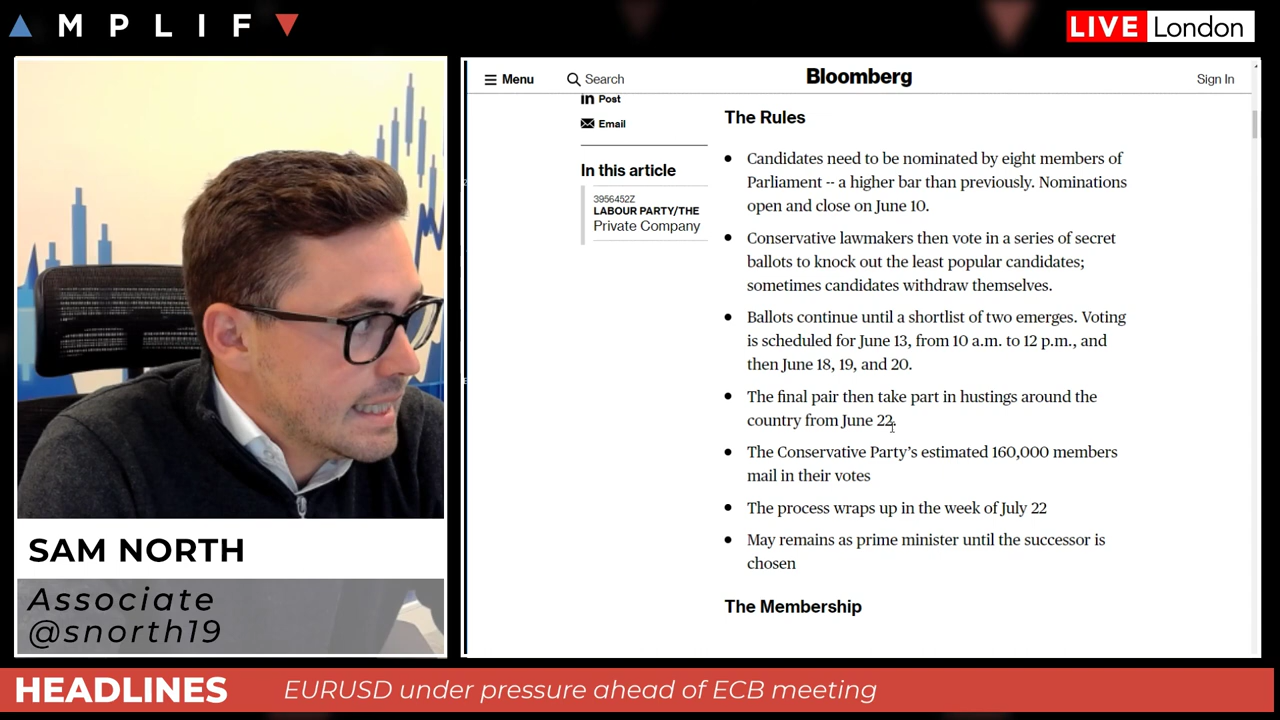 MPLIF
LIVE London
SAM NORTH
Associate
@snorth19
Menu
Search
Bloomberg
Sign In
in Post
Email
In this article
3956452Z
LABOUR PARTY/THE
Private Company
The Rules
Candidates need to be nominated by eight members of
Parliament -- a higher bar than previously. Nominations
open and close on June 10.
Conservative lawmakers then vote in a series of secret
ballots to knock out the least popular candidates;
sometimes candidates withdraw themselves.
Ballots continue until a shortlist of two emerges. Voting
is scheduled for June 13, from 10 a.m. to 12 p.m., and
then June 18, 19, and 20.
The final pair then take part in hustings around the
country from June 22.
The Conservative Party’s estimated 160,000 members
mail in their votes
The process wraps up in the week of July 22
May remains as prime minister until the successor is
chosen
The Membership
HEADLINES EURUSD under pressure ahead of ECB meeting